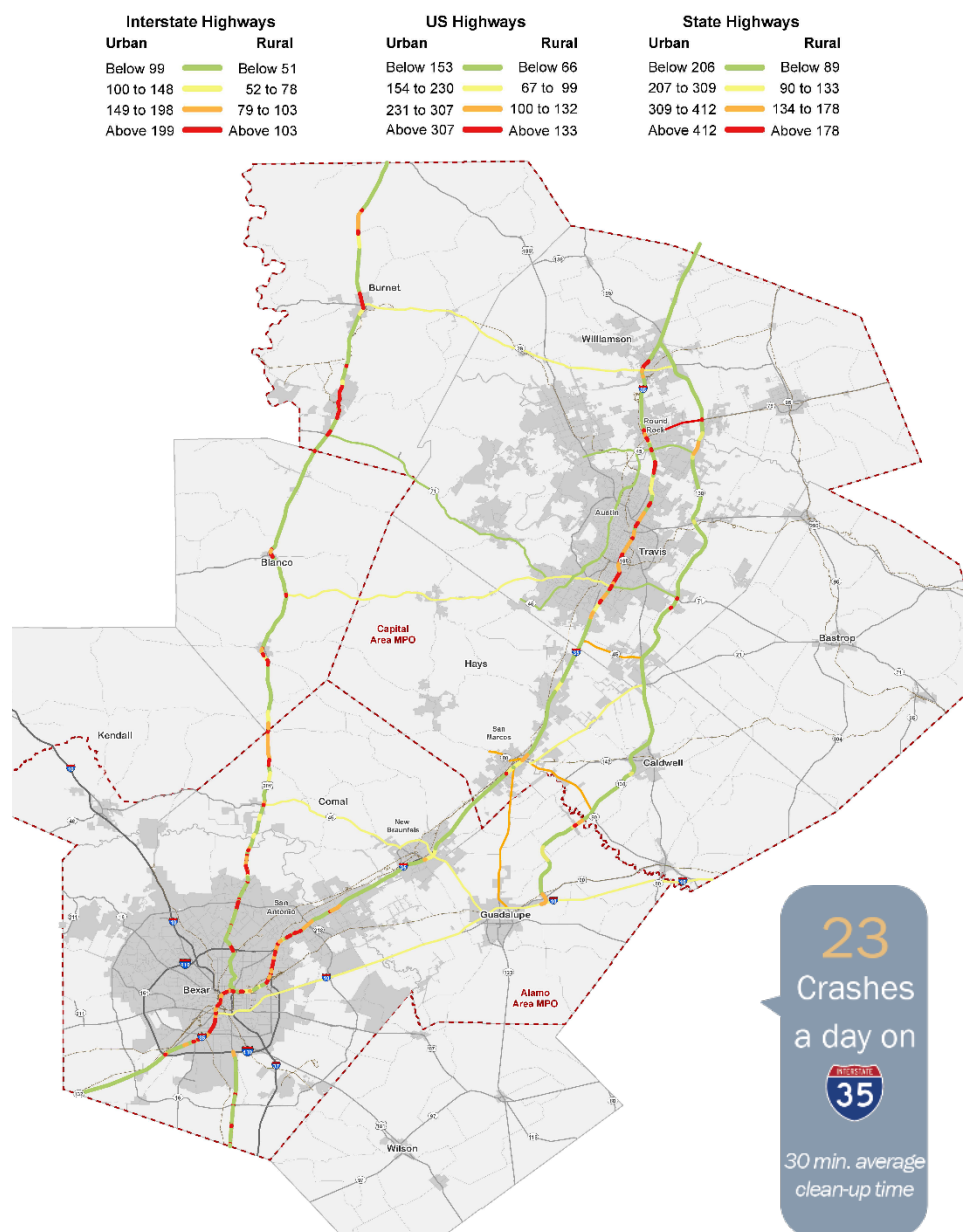 Interstate Highways
Urban Rural
Below 99 Below 51
100 to 148 52 to 78
149 to 198 79 to 103
Above 199 Above 103
US Highways
Urban Rural
Below 153 Below 66
154 to 230 67 to 99
231 to 307 100 to 132
Above 307 Above 133
State Highways
Urban Rural
Below 206 Below 89
207 to 309 90 to 133
309 to 412 134 to 178
Above 412 Above 178
Burnet
Williamson
Round
Rock
Austin
Travis
Blanco
Capital
Area MPO
Bastrop
Hays
Kendall
San
Marcos
Caldwell
Comal
New
Braunfels
San
Antonio
Guadalupe
Bexar
Alamo
Area MPO
Wilson
23
Crashes
a day on
INTERSTATE
35
30 min. average
clean-up time